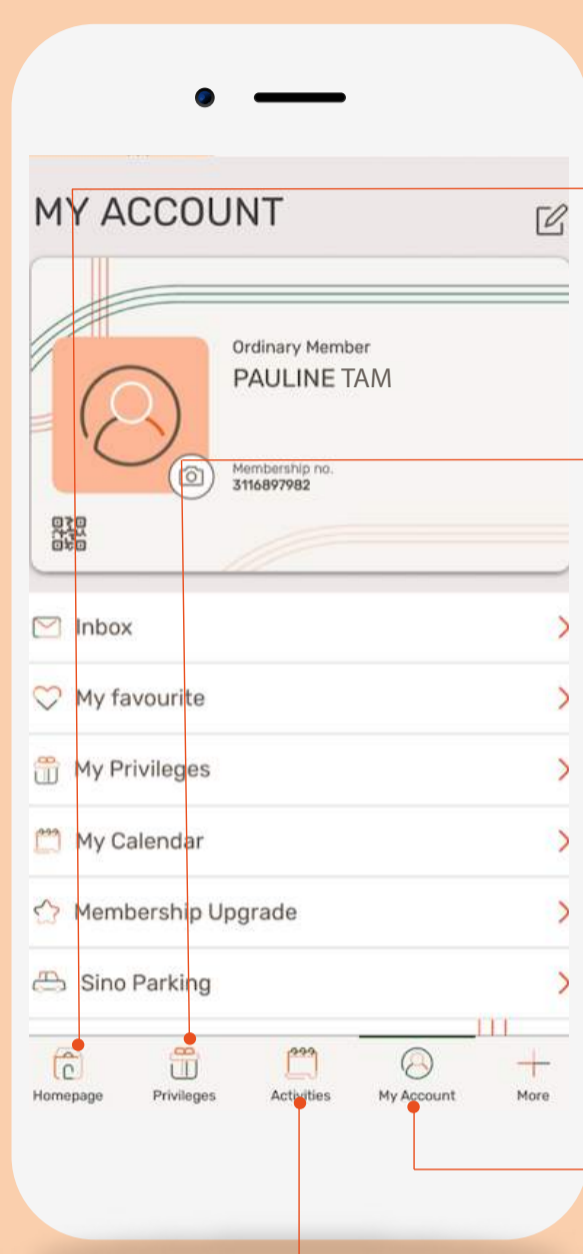 MY ACCOUNT
Ordinary Member
PAULINE TAM
Membership no.
3116897982
Inbox
My favourite
My Privileges
My Calendar
Membership Upgrade
Sino Parking
Homepage Privileges Activities My Account More